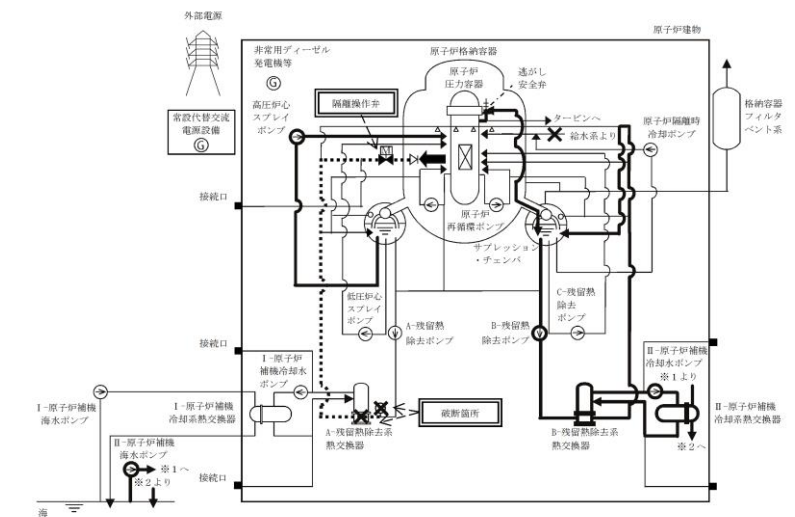 外部電源
原子炉建物
非常用ディーゼル
発電機等
G
原子炉格納容器
原子炉
圧力容器
逃がし
安全弁
隔離操作弁
高圧炉心
スプレイ
ポンプ
常設代替交流
電源設備
G
タービンへ
給水系より
原子炉隔離時
冷却ポンプ
格納容器
フィルタ
ベント系
M
接続口
原子炉
再循環ポンプ
サプレッション
・チェンバ
低圧炉心
スプレイ
ポンプ
A-残留熱
除去ポンプ
B-残留熱
除去ポンプ
C-残留熱
除去
ポンプ
接続口
Ⅰ-原子炉
補機冷却水
ポンプ
Ⅱ-原子炉補機
冷却水ポンプ
※1より
Ⅰ-原子炉補機
海水ポンプ
Ⅰ-原子炉補機
冷却系熱交換器
破断箇所
Ⅱ-原子炉補機
冷却系熱交換器
A-残留熱除去系
熱交換器
B-残留熱除去系
熱交換器
※2へ
Ⅱ-原子炉補機
海水ポンプ
※1へ
※2より
接続口
海